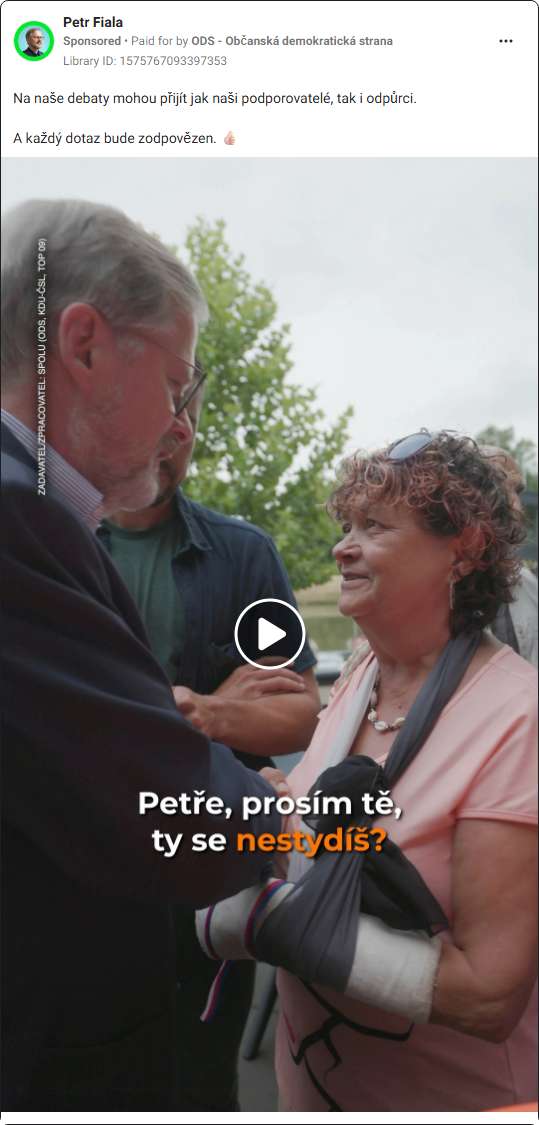 Petr Fiala
Sponsored • Paid for by ODS - Občanská demokratická strana
Library ID: 1575767093397353
Na naše debaty mohou přijít jak naši podporovatelé, tak i odpůrci.
A každý dotaz bude zodpovězen. 👍🏻
ZADAVATEL/ZPRACOVATEL: SPOLU (ODS, KDU-ČSL, TOP 09)
Petře, prosím tě,
ty se nestydíš?